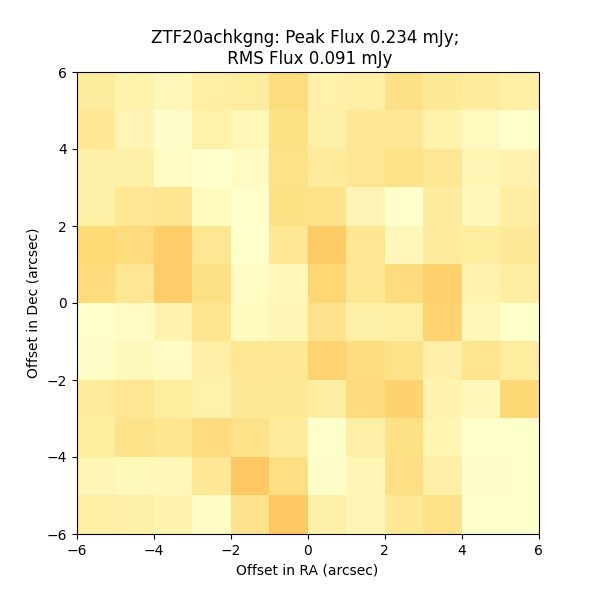 ZTF20achkgng: Peak Flux 0.234 mJy;
RMS Flux 0.091 mJy
6
4
2
0
−2
−4
−6
Offset in Dec (arcsec)
−6 −4 −2 0 2 4 6
Offset in RA (arcsec)